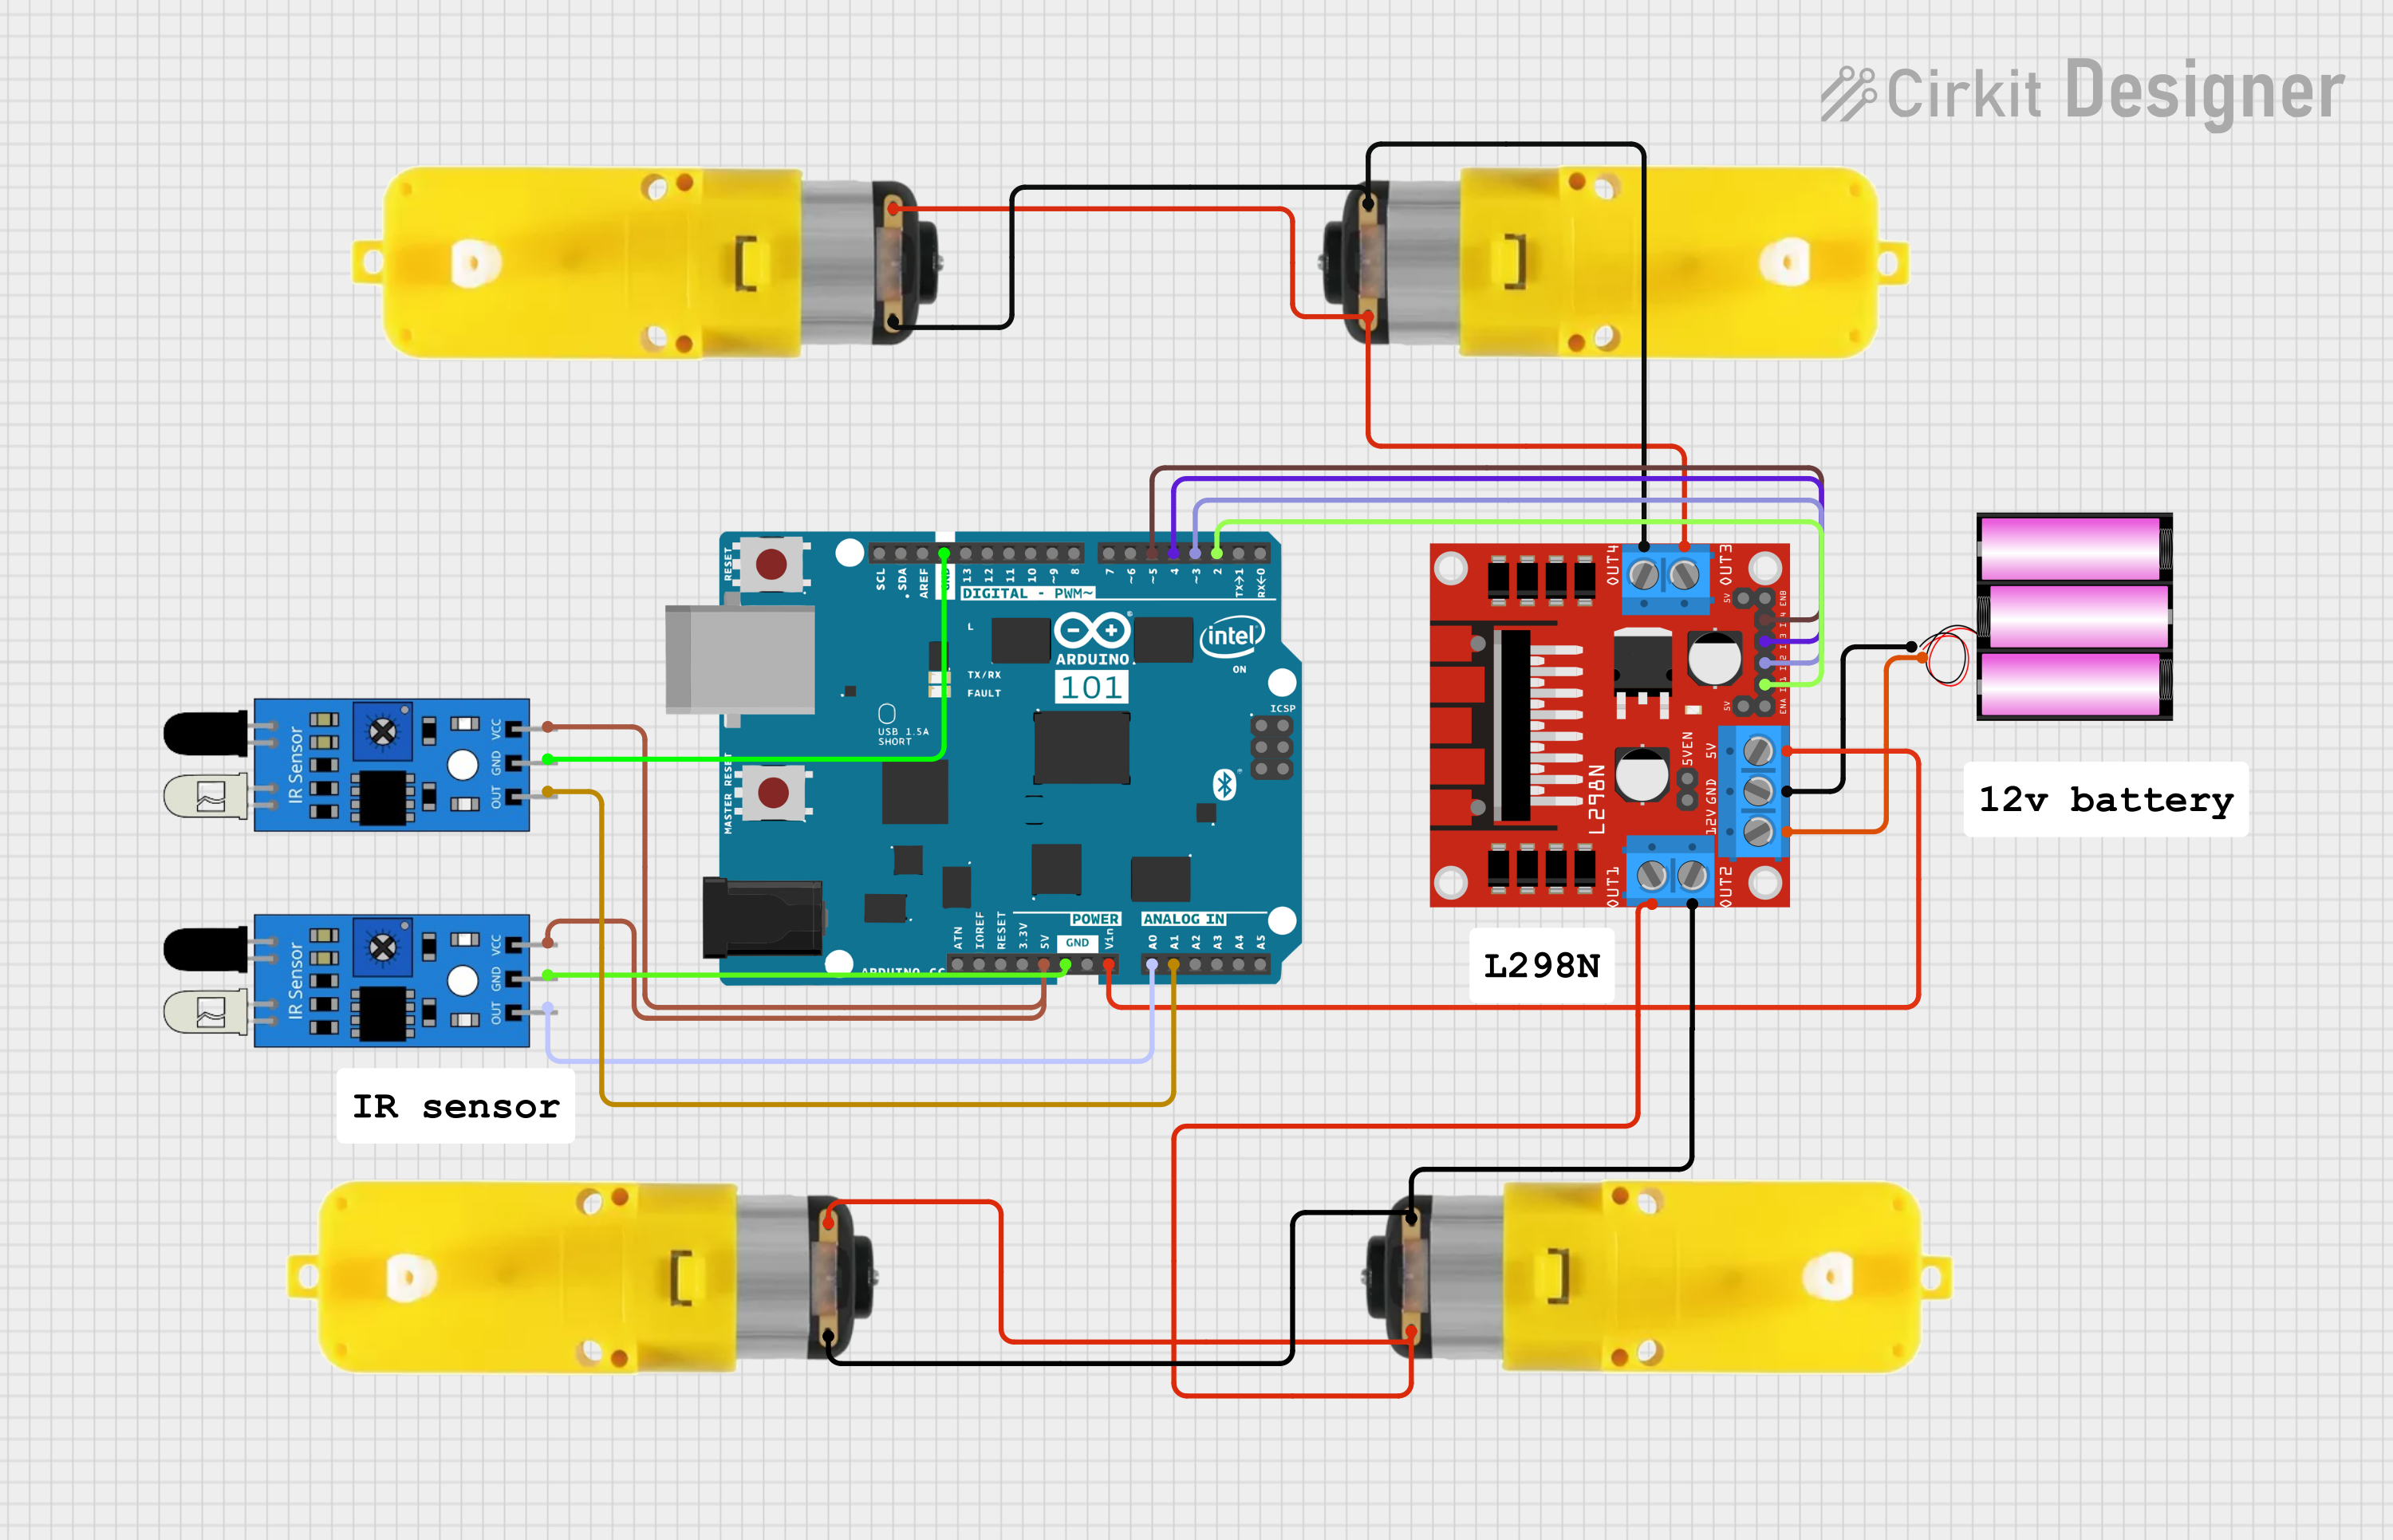 Cirkit Designer
RESET
SCL
SDA
AREF
GND
13
12
11
10
~9
8
7
~6
~5
4
~3
2
TX→1
RX←0
DIGITAL - PWM~
L
TX/RX
FAULT
ARDUINO
101
intel
ON
ICSP
USB 1.5A
SHORT
MASTER RESET
POWER
ANALOG IN
ATN
IOREF
RESET
3.3V
5V
GND
Vin
A0
A1
A2
A3
A4
A5
ARDUINO.CC
IR Sensor
VCC
GND
OUT
IR Sensor
VCC
GND
OUT
IR sensor
OUT4
OUT3
5V
ENB
5V
ENA
5VEN
5V
GND
12V
L298N
OUT1
OUT2
L298N
12v battery